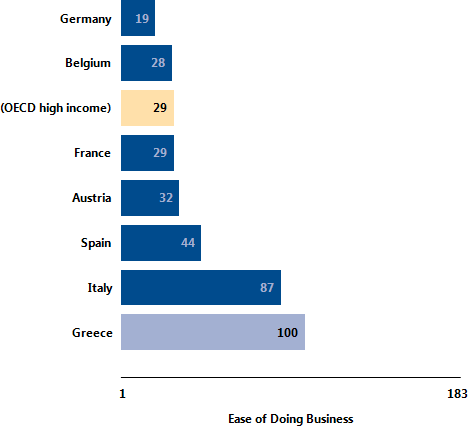 Germany 19
Belgium 28
(OECD high income) 29
France 29
Austria 32
Spain 44
Italy 87
Greece 100
1 183
Ease of Doing Business